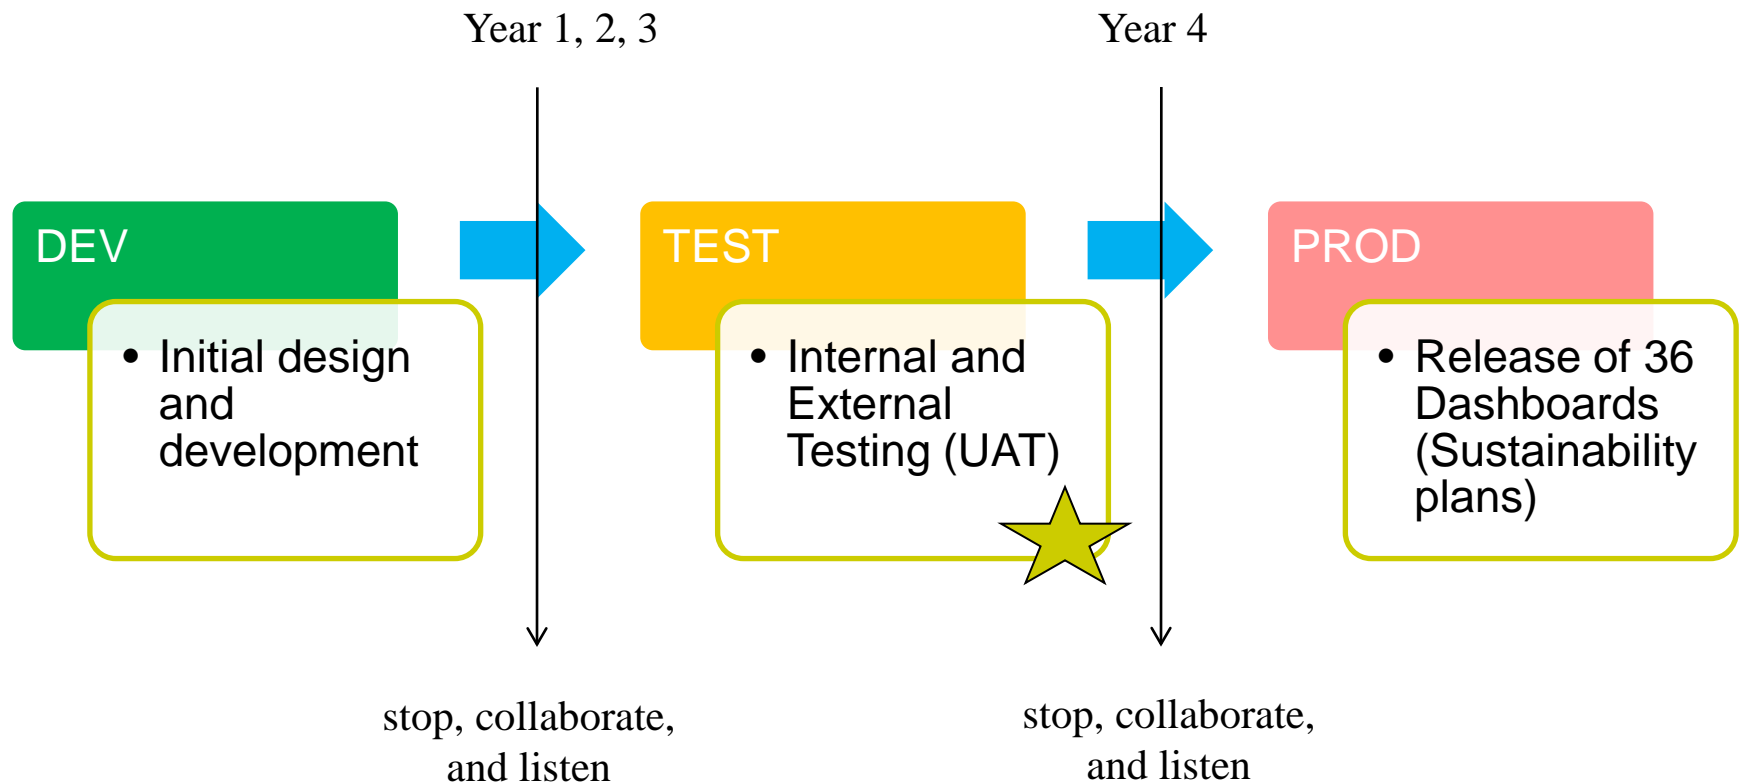 Year 1, 2, 3
Year 4
DEV
• Initial design
and
development
TEST
• Internal and
External
Testing (UAT)
PROD
• Release of 36
Dashboards
(Sustainability
plans)
stop, collaborate,
and listen
stop, collaborate,
and listen